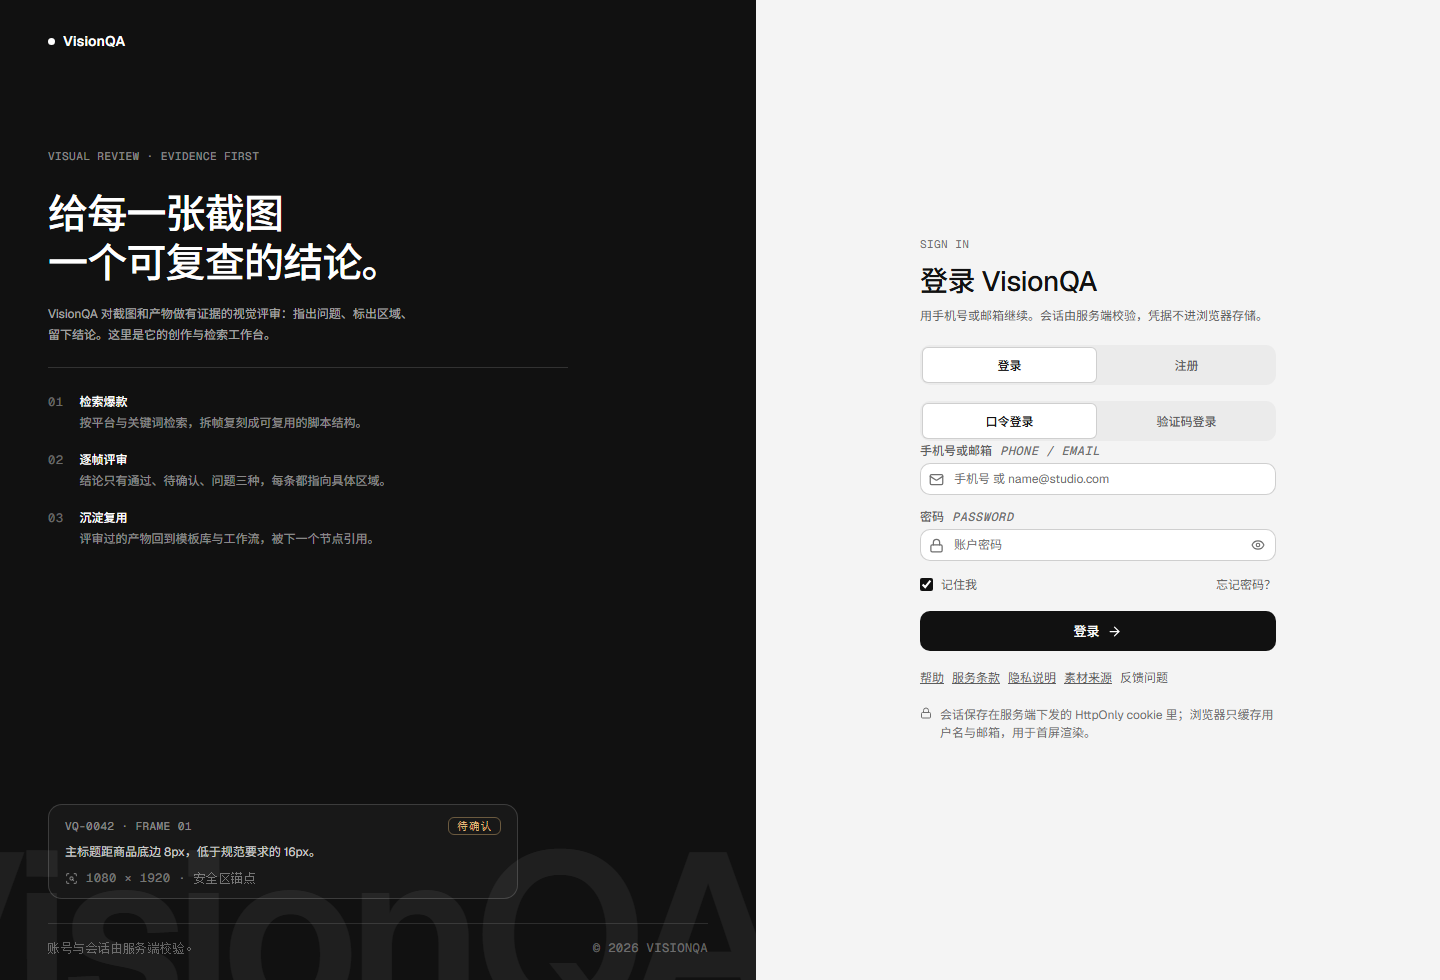 VisionQA
VISUAL REVIEW · EVIDENCE FIRST
给每一张截图
一个可复查的结论。
VisionQA 对截图和产物做有证据的视觉评审：指出问题、标出区域、
留下结论。这里是它的创作与检索工作台。
01 检索爆款
按平台与关键词检索，拆帧复刻成可复用的脚本结构。
02 逐帧评审
结论只有通过、待确认、问题三种，每条都指向具体区域。
03 沉淀复用
评审过的产物回到模板库与工作流，被下一个节点引用。
VQ-0042 · FRAME 01 待确认
主标题距商品底边 8px，低于规范要求的 16px。
1080 × 1920 · 安全区锚点
VisionQA
账号与会话由服务端校验。 © 2026 VISIONQA
SIGN IN
登录 VisionQA
用手机号或邮箱继续。会话由服务端校验，凭据不进浏览器存储。
登录 注册
口令登录 验证码登录
手机号或邮箱 PHONE / EMAIL
手机号 或 name@studio.com
密码 PASSWORD
账户密码
记住我 忘记密码?
登录 →
帮助 服务条款 隐私说明 素材来源 反馈问题
会话保存在服务端下发的 HttpOnly cookie 里；浏览器只缓存用
户名与邮箱，用于首屏渲染。